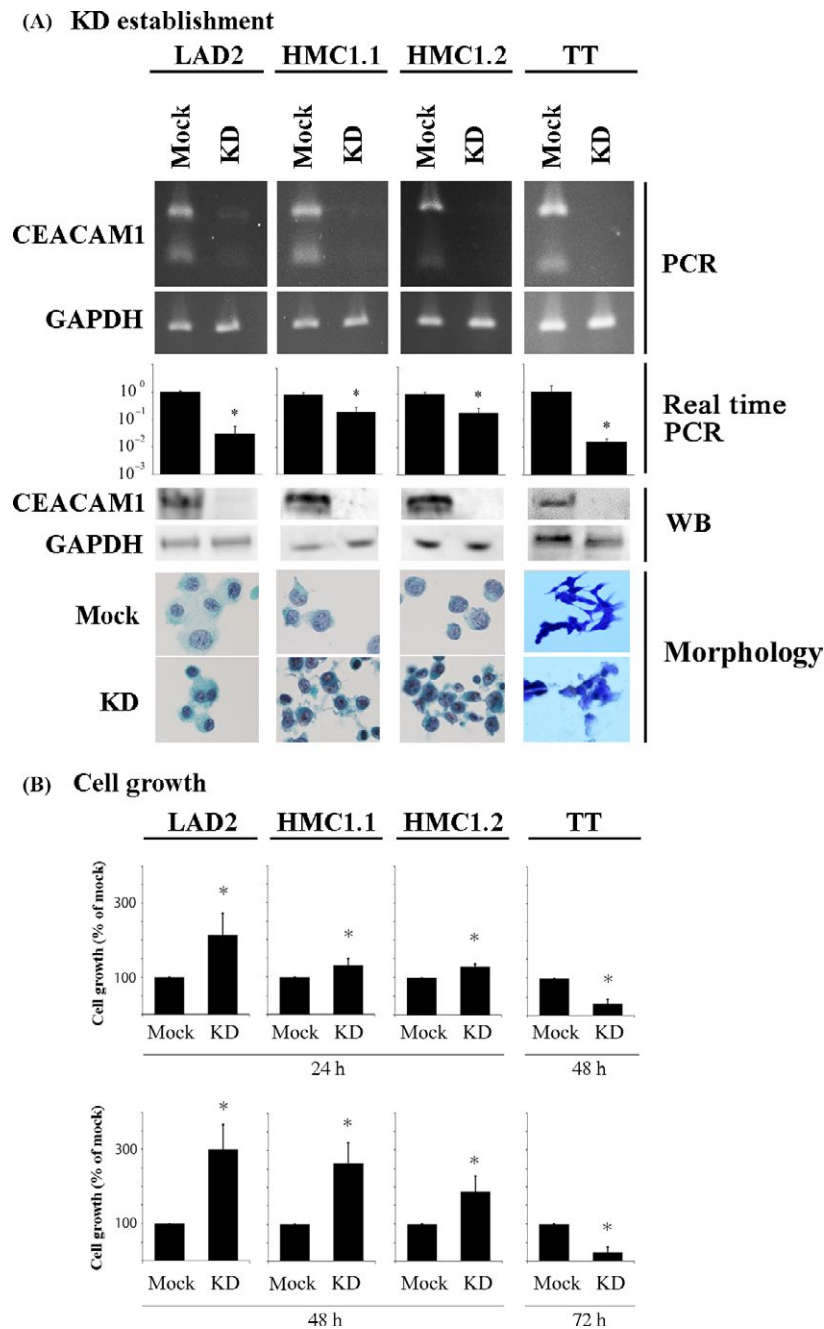 (A) KD establishment
LAD2 HMC1.1 HMC1.2 TT
Mock KD Mock KD Mock KD Mock KD
CEACAM1
PCR
GAPDH
10⁰
10⁻¹
10⁻²
10⁻³
* * * *
Real time
PCR
CEACAM1
WB
GAPDH
Mock
Morphology
KD
(B) Cell growth
LAD2 HMC1.1 HMC1.2 TT
Cell growth (% of mock)
300
100
* * * *
Mock KD Mock KD Mock KD Mock KD
24 h 48 h
Cell growth (% of mock)
300
100
* * * *
Mock KD Mock KD Mock KD Mock KD
48 h 72 h